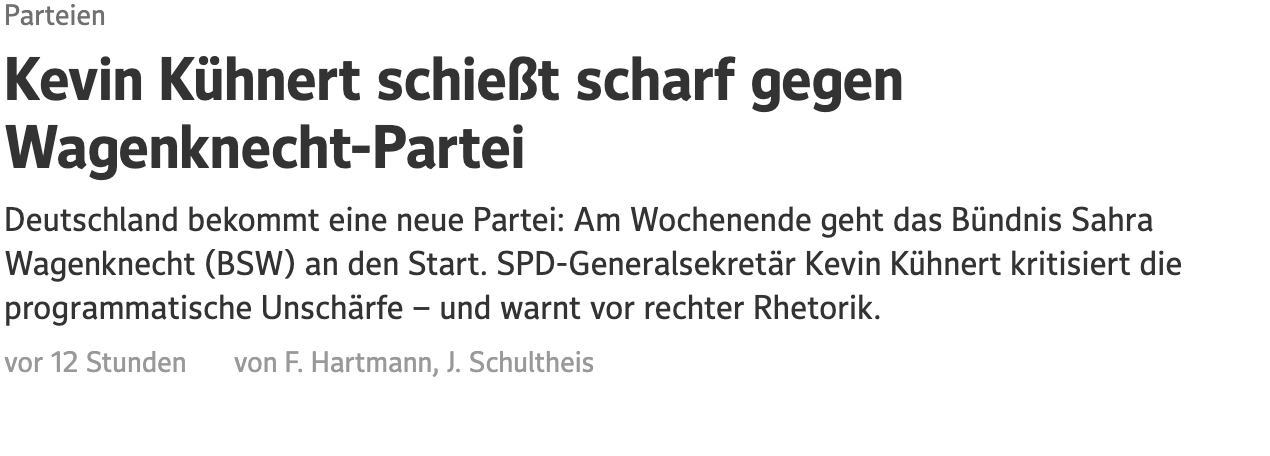 Parteien
Kevin Kühnert schießt scharf gegen
Wagenknecht-Partei
Deutschland bekommt eine neue Partei: Am Wochenende geht das Bündnis Sahra
Wagenknecht (BSW) an den Start. SPD-Generalsekretär Kevin Kühnert kritisiert die
programmatische Unschärfe – und warnt vor rechter Rhetorik.
vor 12 Stunden von F. Hartmann, J. Schultheis